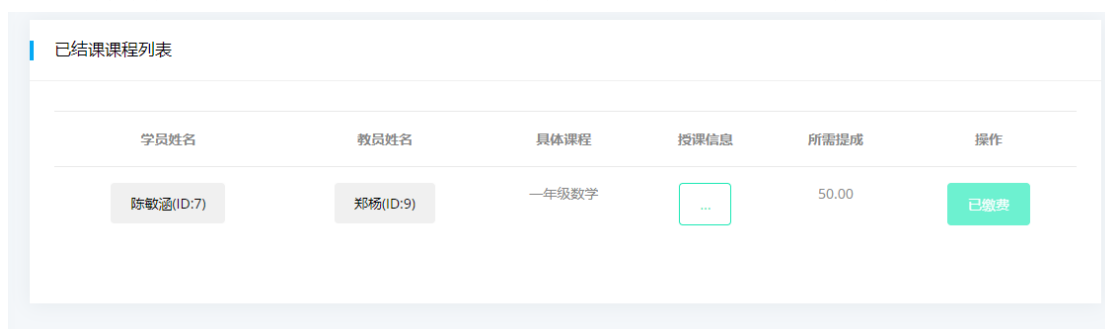 已结课课程列表
学员姓名 教员姓名 具体课程 授课信息 所需提成 操作
陈敏涵(ID:7) 郑杨(ID:9) 一年级数学 ... 50.00 已缴费